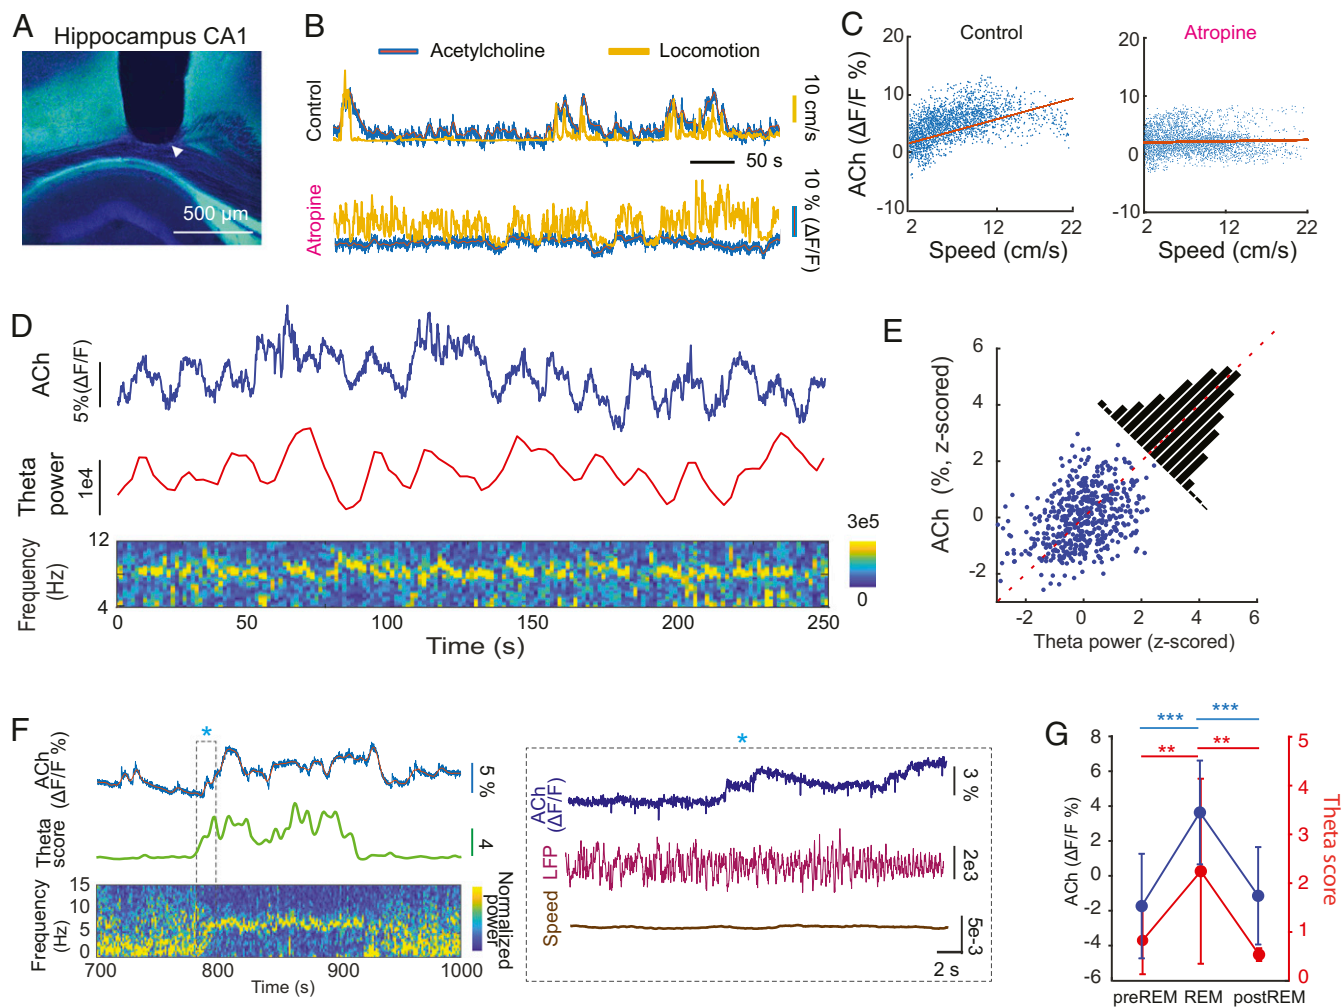 A
Hippocampus CA1
500 µm
B
Acetylcholine
Locomotion
Control
10 cm/s
50 s
Atropine
10 % (ΔF/F)
C
Control
Atropine
ACh (ΔF/F %)
20
10
0
-10
2
12
22
Speed (cm/s)
20
10
0
-10
2
12
22
Speed (cm/s)
D
ACh
5%(ΔF/F)
Theta
power
1e4
Frequency
(Hz)
12
4
3e5
0
0
50
100
150
200
250
Time (s)
E
ACh (%, z-scored)
6
4
2
0
-2
-2
0
2
4
6
Theta power (z-scored)
F
*
ACh
(ΔF/F %)
5 %
Theta
score
4
Frequency
(Hz)
15
10
5
0
Normalized
power
700
800
900
1000
Time (s)
*
ACh
(ΔF/F)
3 %
LFP
2e3
Speed
5e-3
2 s
G
***
***
**
**
ACh (ΔF/F %)
8
6
4
2
0
-2
-4
-6
5
4
3
2
1
0
Theta score
preREM
REM
postREM